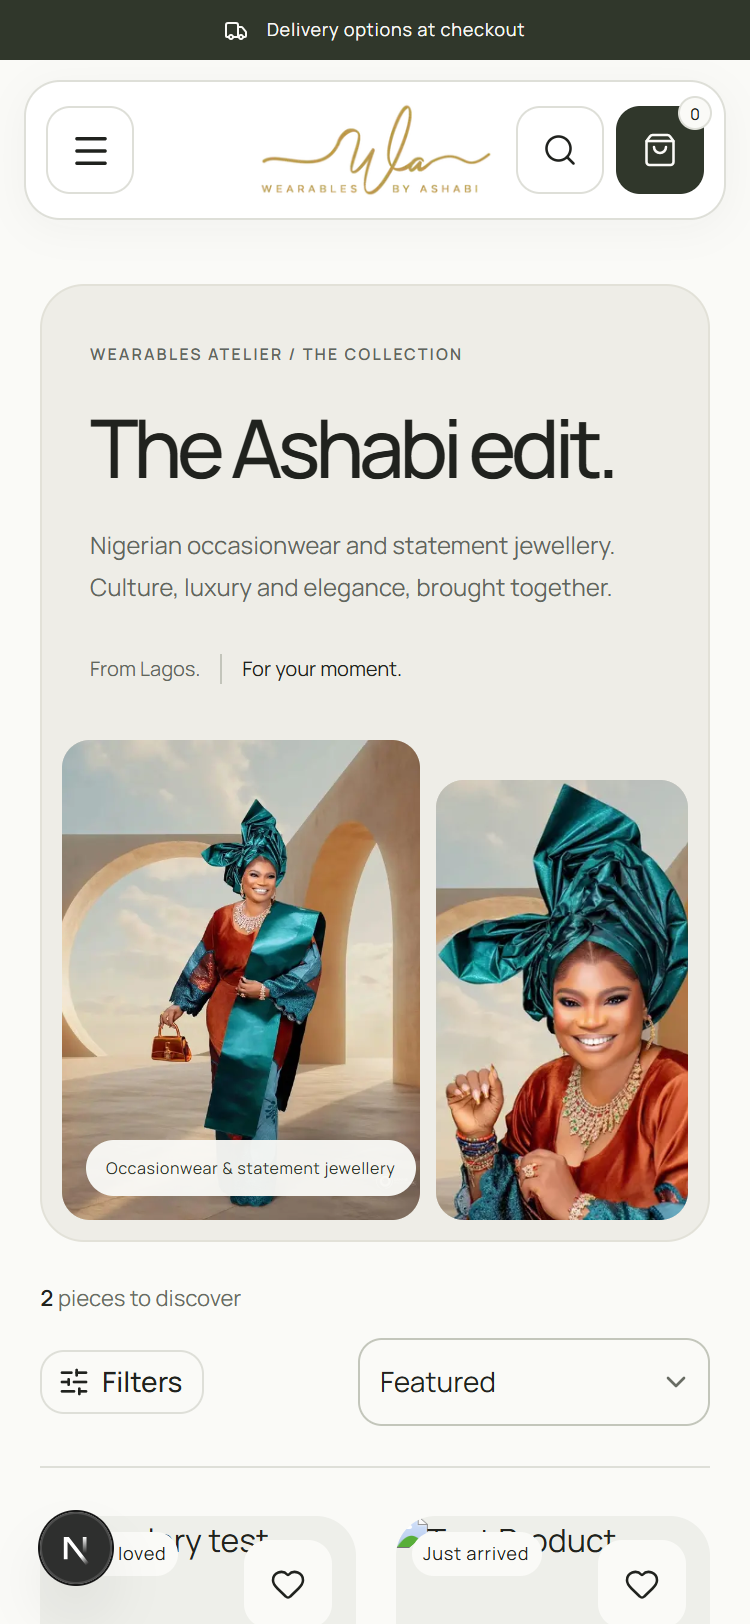 Delivery options at checkout
0
Wa
WEARABLES BY ASHABI
WEARABLES ATELIER / THE COLLECTION
The Ashabi edit.
Nigerian occasionwear and statement jewellery.
Culture, luxury and elegance, brought together.
From Lagos. For your moment.
Occasionwear & statement jewellery
2 pieces to discover
Filters
Featured
N
loved
test
Just arrived